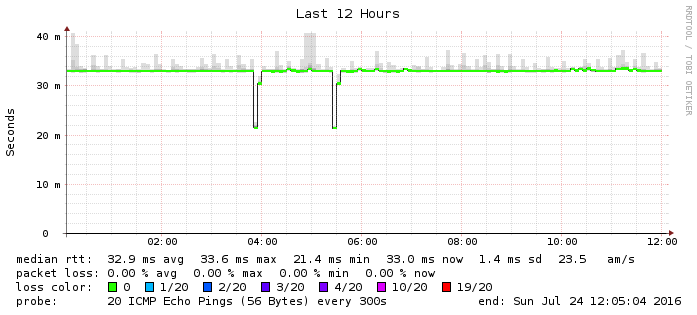 Last 12 Hours
RRDTOOL / TOBI OETIKER
Seconds
40 m
30 m
20 m
10 m
0
02:00 04:00 06:00 08:00 10:00 12:00
median rtt: 32.9 ms avg 33.6 ms max 21.4 ms min 33.0 ms now 1.4 ms sd 23.5 am/s
packet loss: 0.00 % avg 0.00 % max 0.00 % min 0.00 % now
loss color: 0 1/20 2/20 3/20 4/20 10/20 19/20
probe: 20 ICMP Echo Pings (56 Bytes) every 300s end: Sun Jul 24 12:05:04 2016